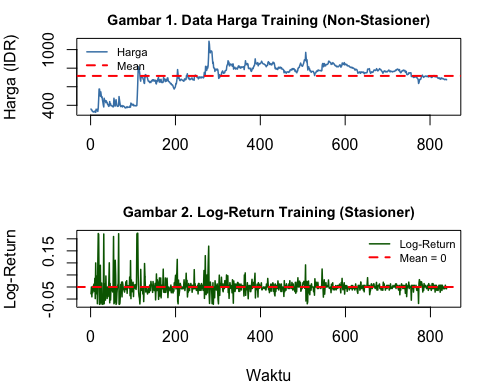 Gambar 1. Data Harga Training (Non-Stasioner)
Harga (IDR)
400
1000
Harga
Mean
0
200
400
600
800
Gambar 2. Log-Return Training (Stasioner)
Log-Return
-0.05
0.15
Log-Return
Mean = 0
0
200
400
600
800
Waktu